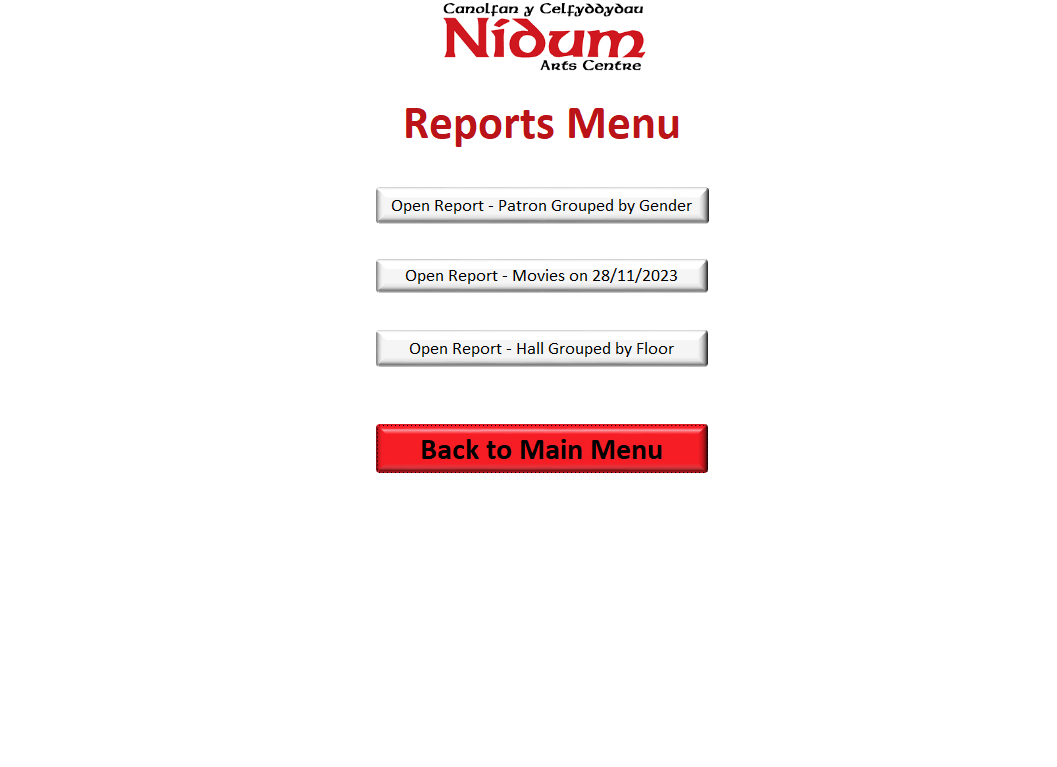 Canolfan y Celfyddydau
Nidum
Arts Centre
Reports Menu
Open Report - Patron Grouped by Gender
Open Report - Movies on 28/11/2023
Open Report - Hall Grouped by Floor
Back to Main Menu